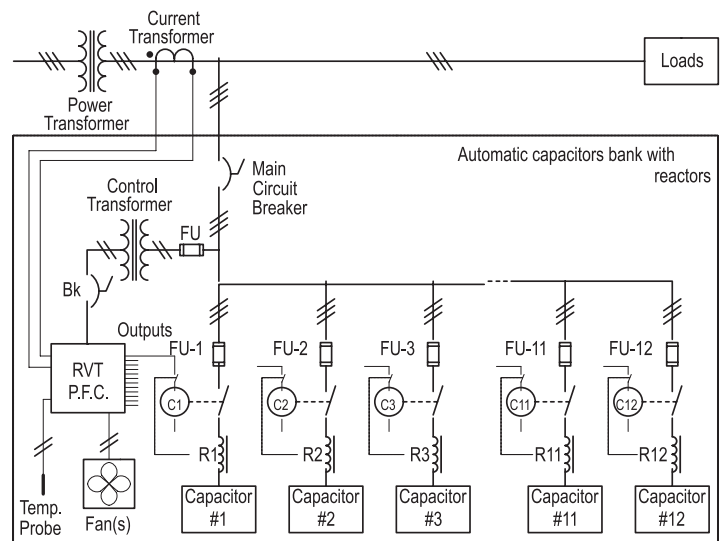 Current
Transformer
Power
Transformer
Loads
Automatic capacitors bank with
reactors
Main
Circuit
Breaker
Control
Transformer
FU
Bk
Outputs
RVT
P.F.C.
FU-1
FU-2
FU-3
FU-11
FU-12
C1
C2
C3
C11
C12
R1
R2
R3
R11
R12
Capacitor
#1
Capacitor
#2
Capacitor
#3
Capacitor
#11
Capacitor
#12
Temp.
Probe
Fan(s)